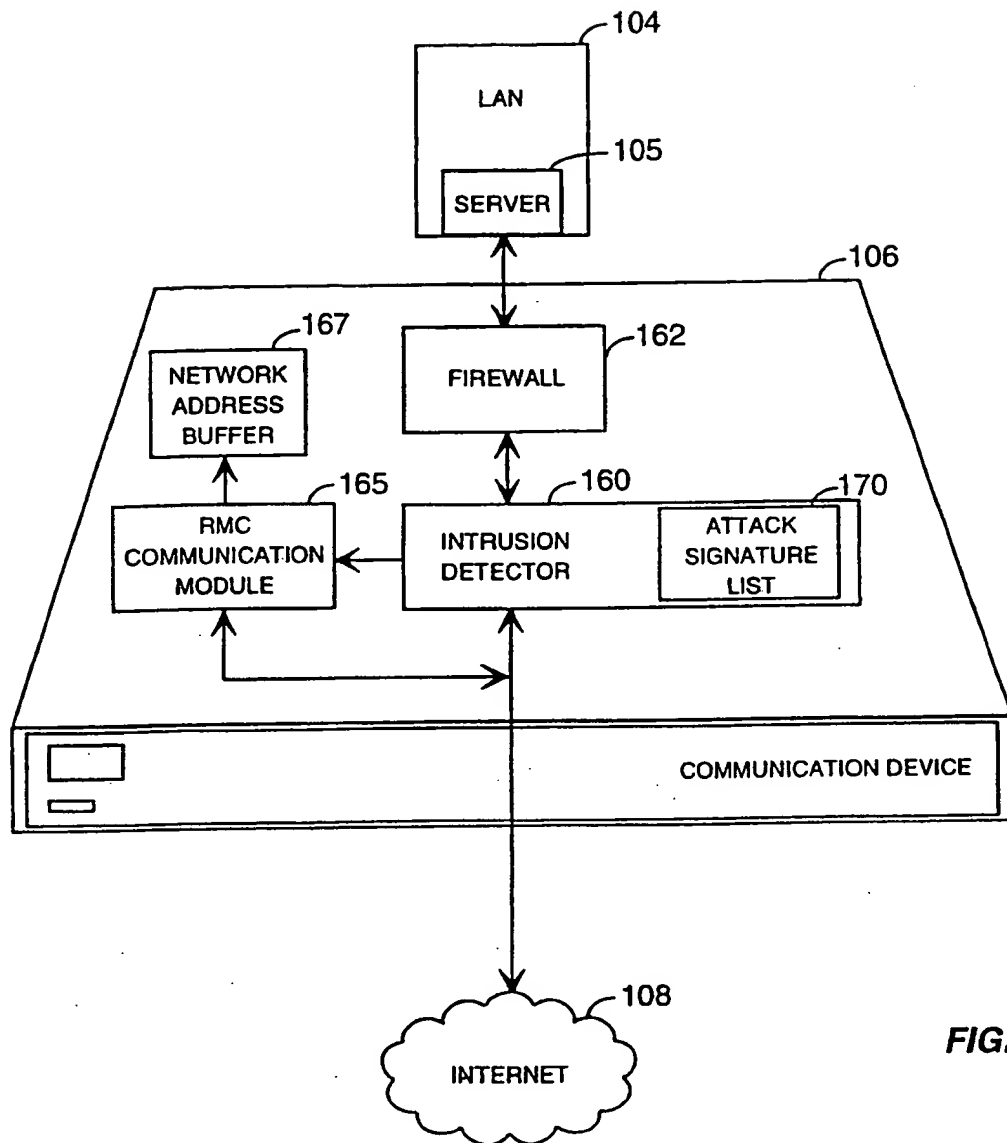 104
LAN
105
SERVER
106
167
NETWORK
ADDRESS
BUFFER
162
FIREWALL
165
RMC
COMMUNICATION
MODULE
160
INTRUSION
DETECTOR
170
ATTACK
SIGNATURE
LIST
COMMUNICATION DEVICE
108
INTERNET
FIG.